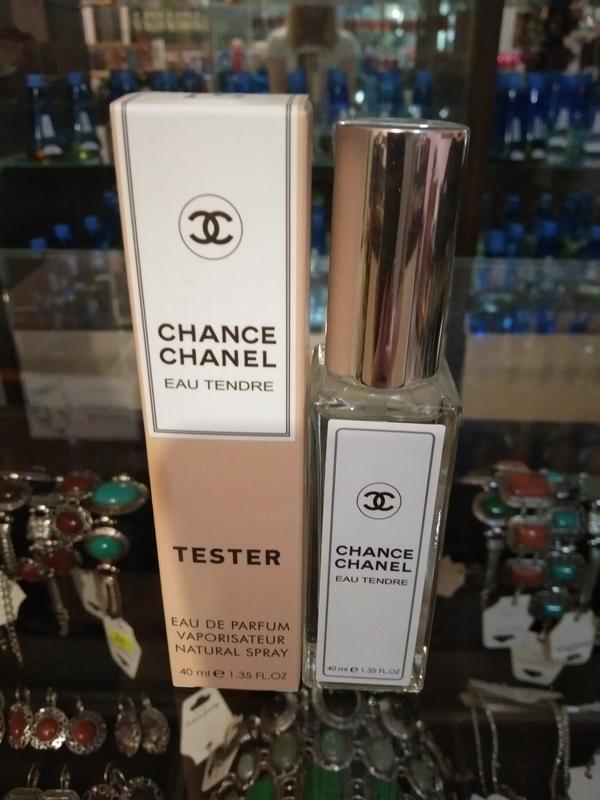 CHANCE
CHANEL
EAU TENDRE
TESTER
EAU DE PARFUM
VAPORISATEUR
NATURAL SPRAY
40 ml e 1.35 FL.OZ
CHANCE
CHANEL
EAU TENDRE
40 ml e 1.35 FL.OZ